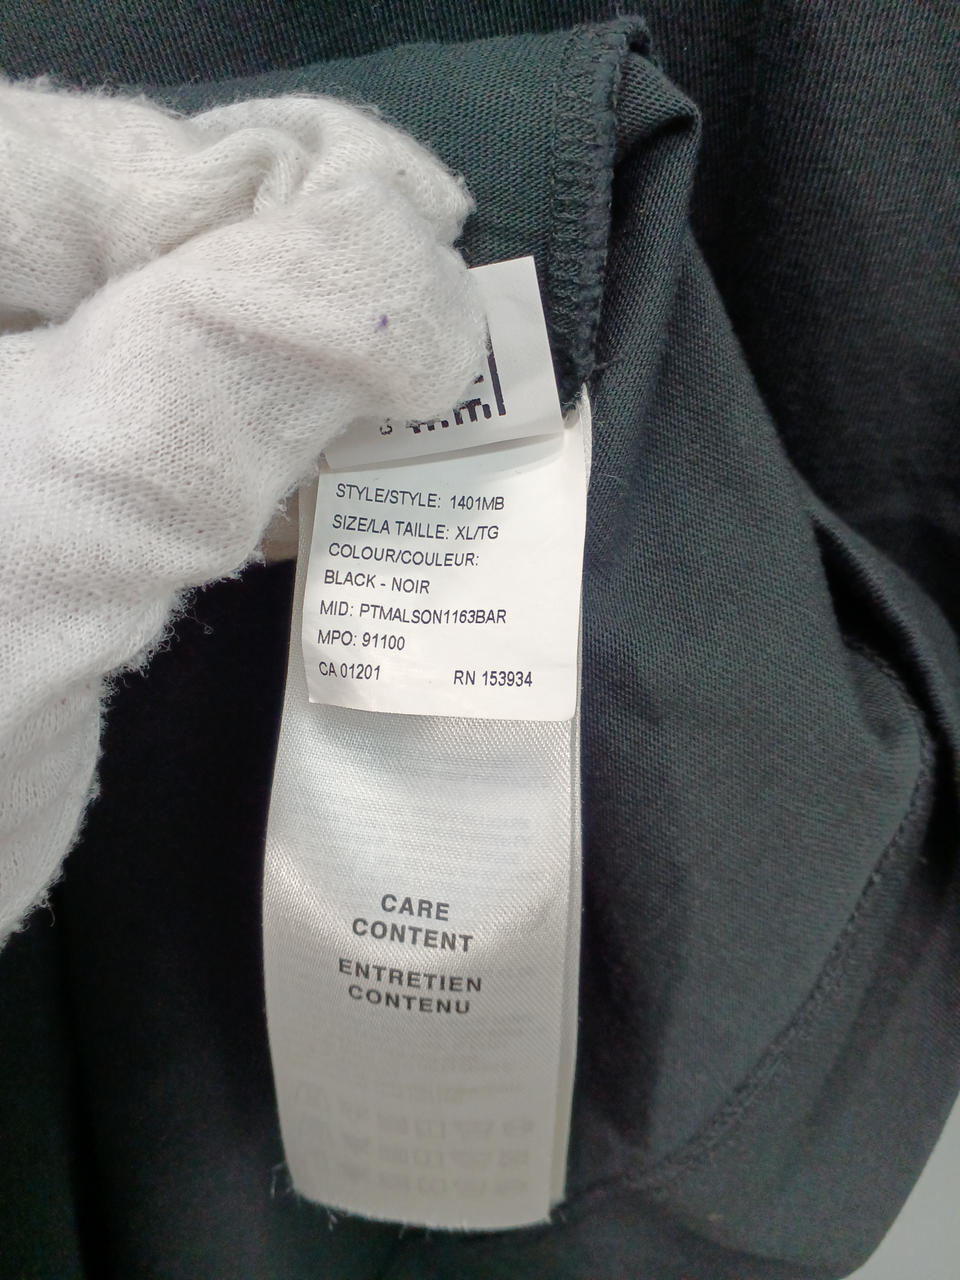 STYLE/STYLE: 1401MB
SIZE/LA TAILLE: XL/TG
COLOUR/COULEUR:
BLACK - NOIR
MID: PTMALSON1163BAR
MPO: 91100
CA 01201 RN 153934
CARE
CONTENT
ENTRETIEN
CONTENU